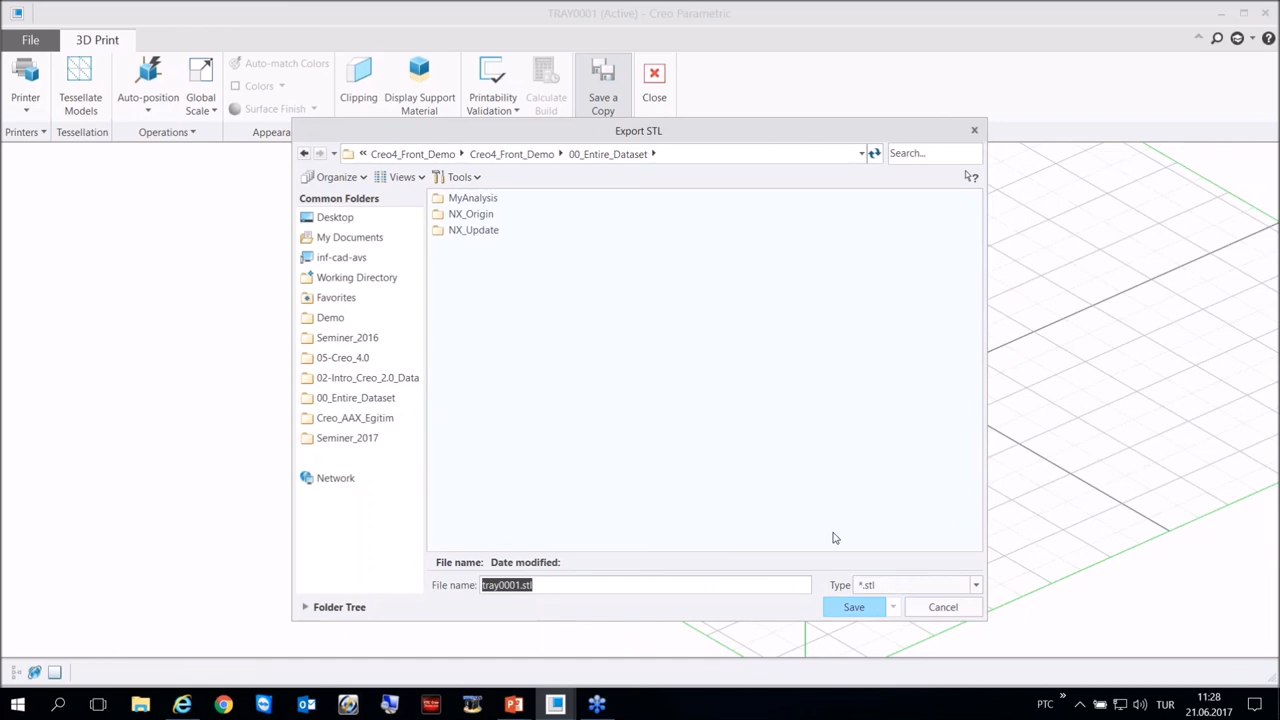 TRAY0001 (Active) - Creo Parametric
File
3D Print
Printer
Tessellate
Models
Auto-position
Global
Scale
Auto-match Colors
Colors
Surface Finish
Clipping
Display Support
Material
Printability
Validation
Calculate
Build
Save a
Copy
Close
Printers
Tessellation
Operations
Appeara
Export STL
Creo4_Front_Demo
Creo4_Front_Demo
00_Entire_Dataset
Search...
Organize
Views
Tools
Common Folders
Desktop
My Documents
inf-cad-avs
Working Directory
Favorites
Demo
Seminer_2016
05-Creo_4.0
02-Intro_Creo_2.0_Data
00_Entire_Dataset
Creo_AAX_Egitim
Seminer_2017
Network
MyAnalysis
NX_Origin
NX_Update
File name: Date modified:
File name: tray0001.stl
Type *.stl
Folder Tree
Save
Cancel
PTC
TUR
11:28
21.06.2017